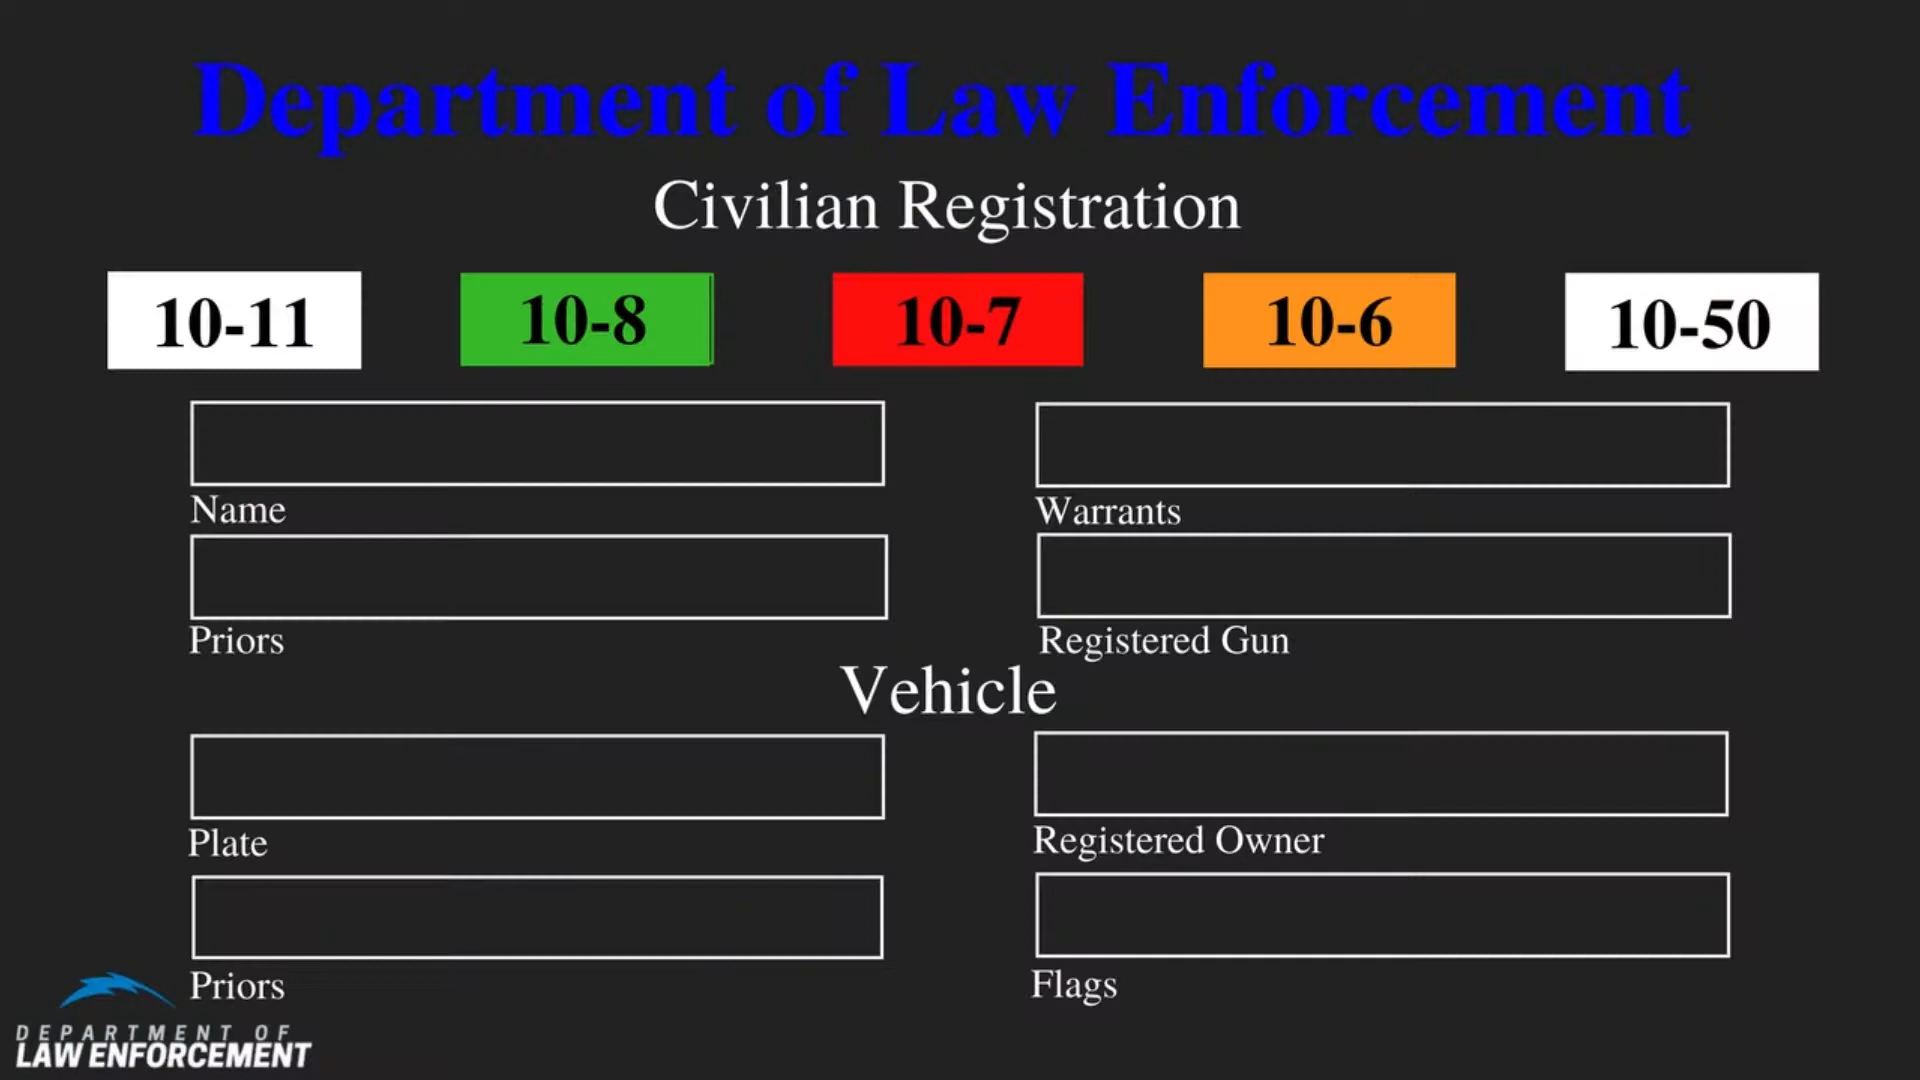 Department of Law Enforcement
Civilian Registration
10-11 10-8 10-7 10-6 10-50
Name Warrants
Priors Registered Gun
Vehicle
Plate Registered Owner
Priors Flags
DEPARTMENT OF
LAW ENFORCEMENT